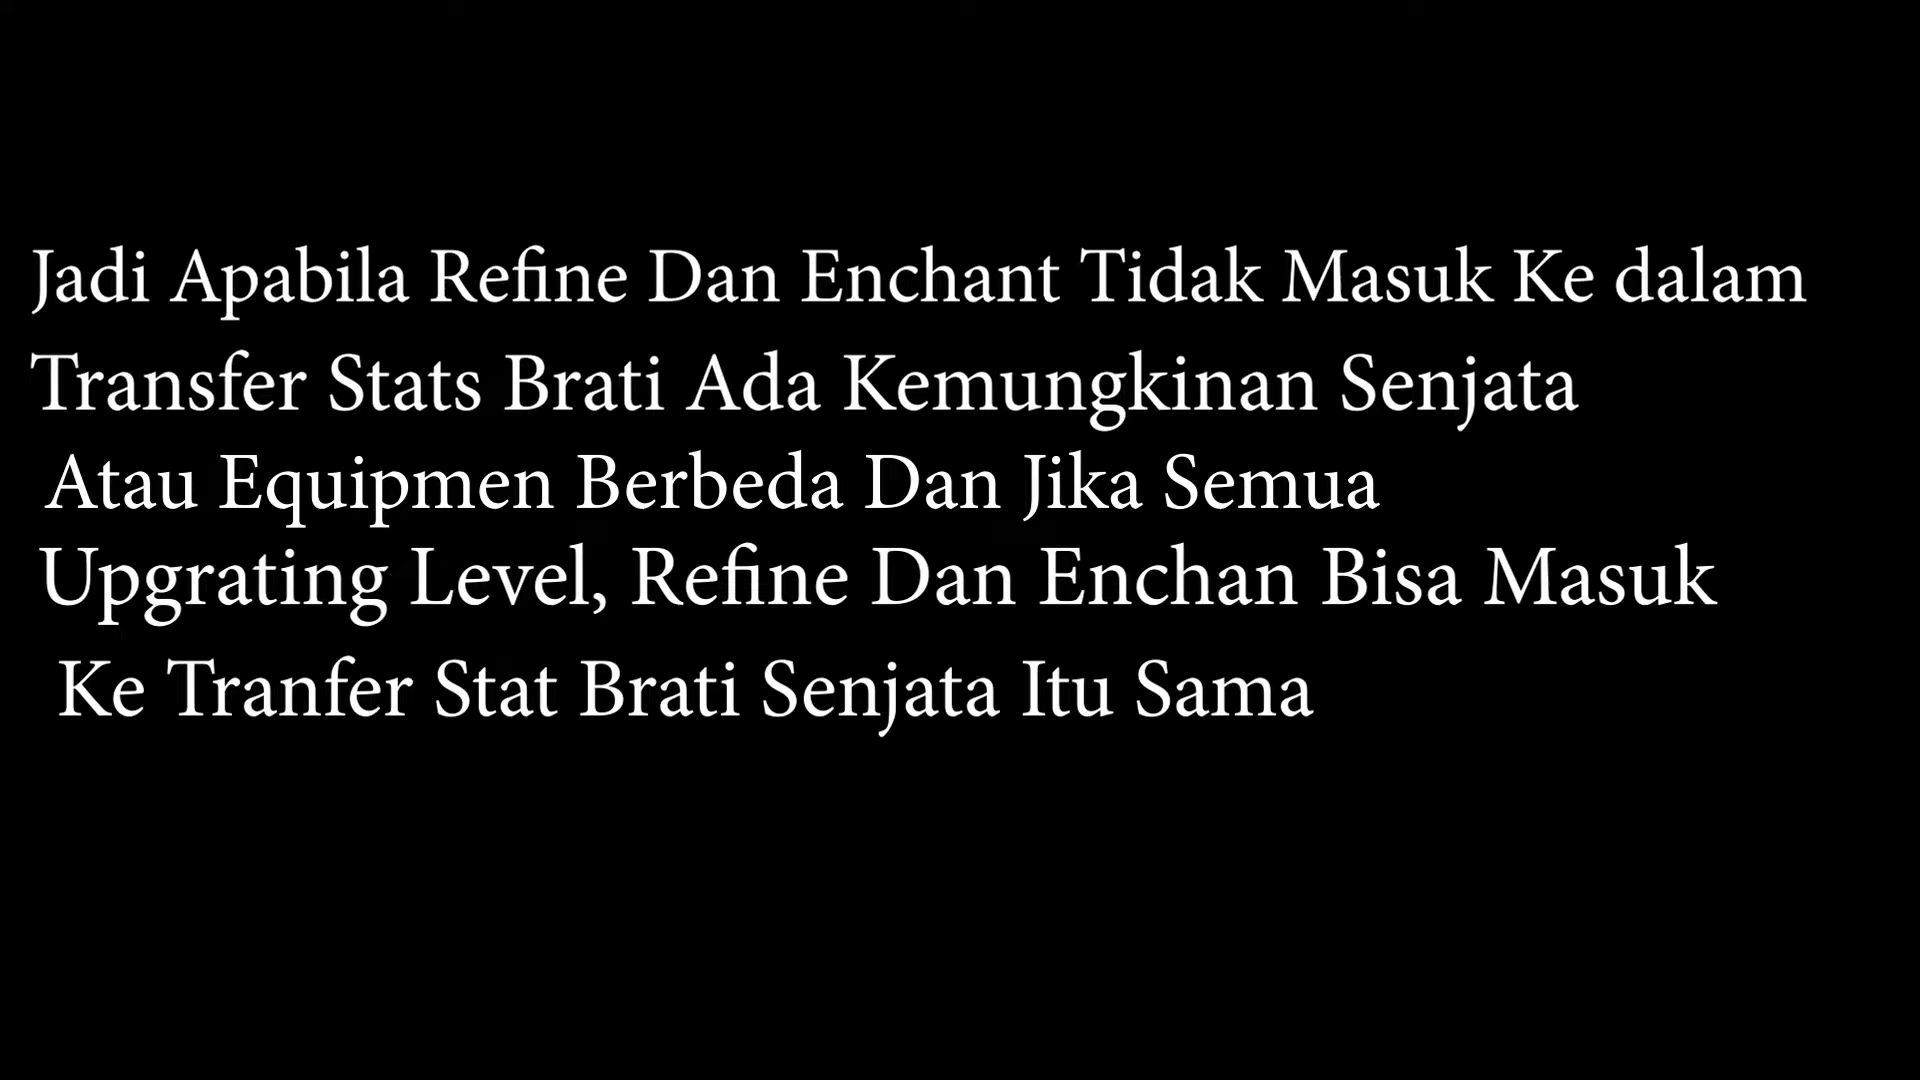 Jadi Apabila Refine Dan Enchant Tidak Masuk Ke dalam
Transfer Stats Brati Ada Kemungkinan Senjata
Atau Equipmen Berbeda Dan Jika Semua
Upgrating Level, Refine Dan Enchan Bisa Masuk
Ke Tranfer Stat Brati Senjata Itu Sama